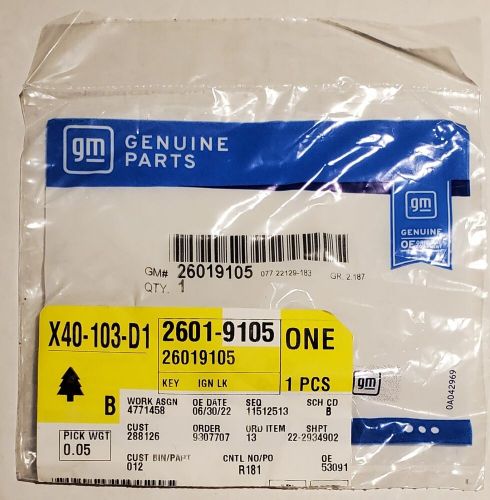 gm GENUINE
PARTS
gm
GENUINE
GM# 26019105 077 22129-183 GR. 2.187
QTY. 1
X40-103-D1 2601-9105 ONE
26019105
KEY IGN LK 1 PCS
gm
0A042969
B
WORK ASGN OE DATE SEQ SCH CD
4771458 06/30/22 11512513 B
CUST ORDER ORD ITEM SHPT
288126 9307707 13 22-2934902
PICK WGT
0.05
CUST BIN/PART CNTL NO/PO OE
012 R181 53091